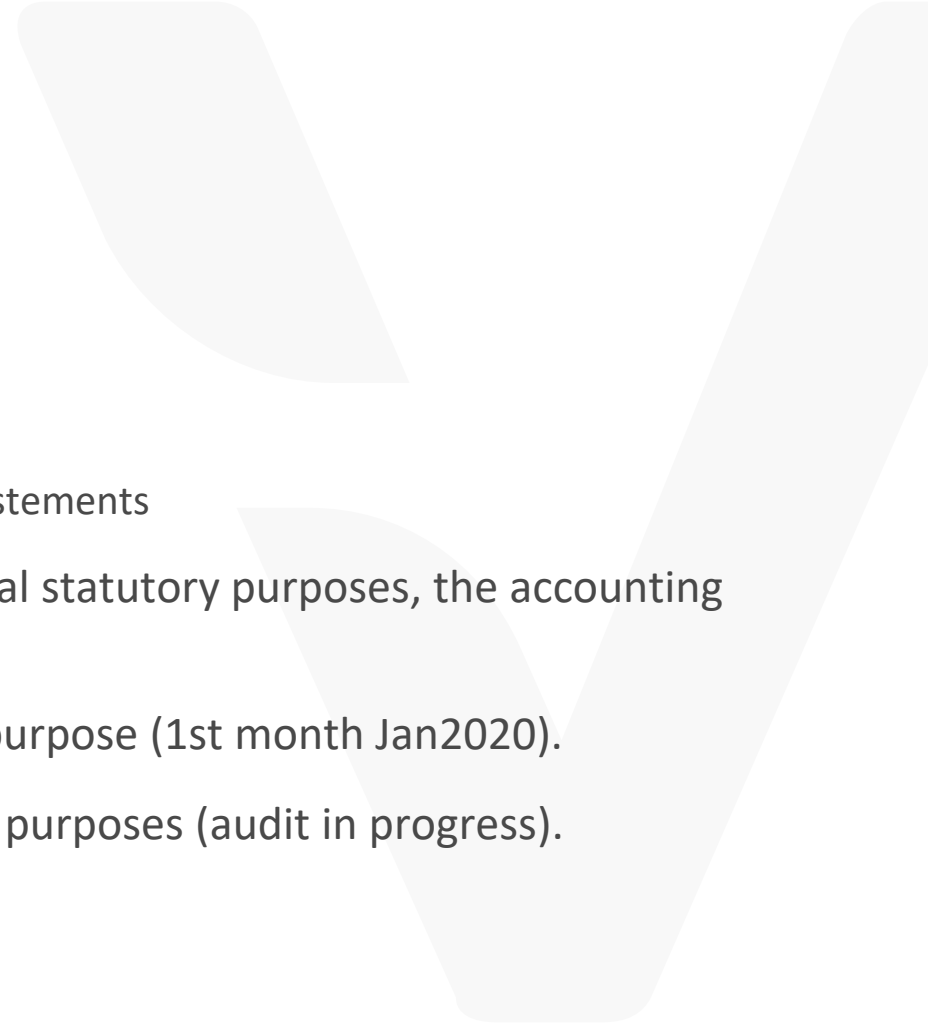 stements
al statutory purposes, the accounting
purpose (1st month Jan2020).
purposes (audit in progress).